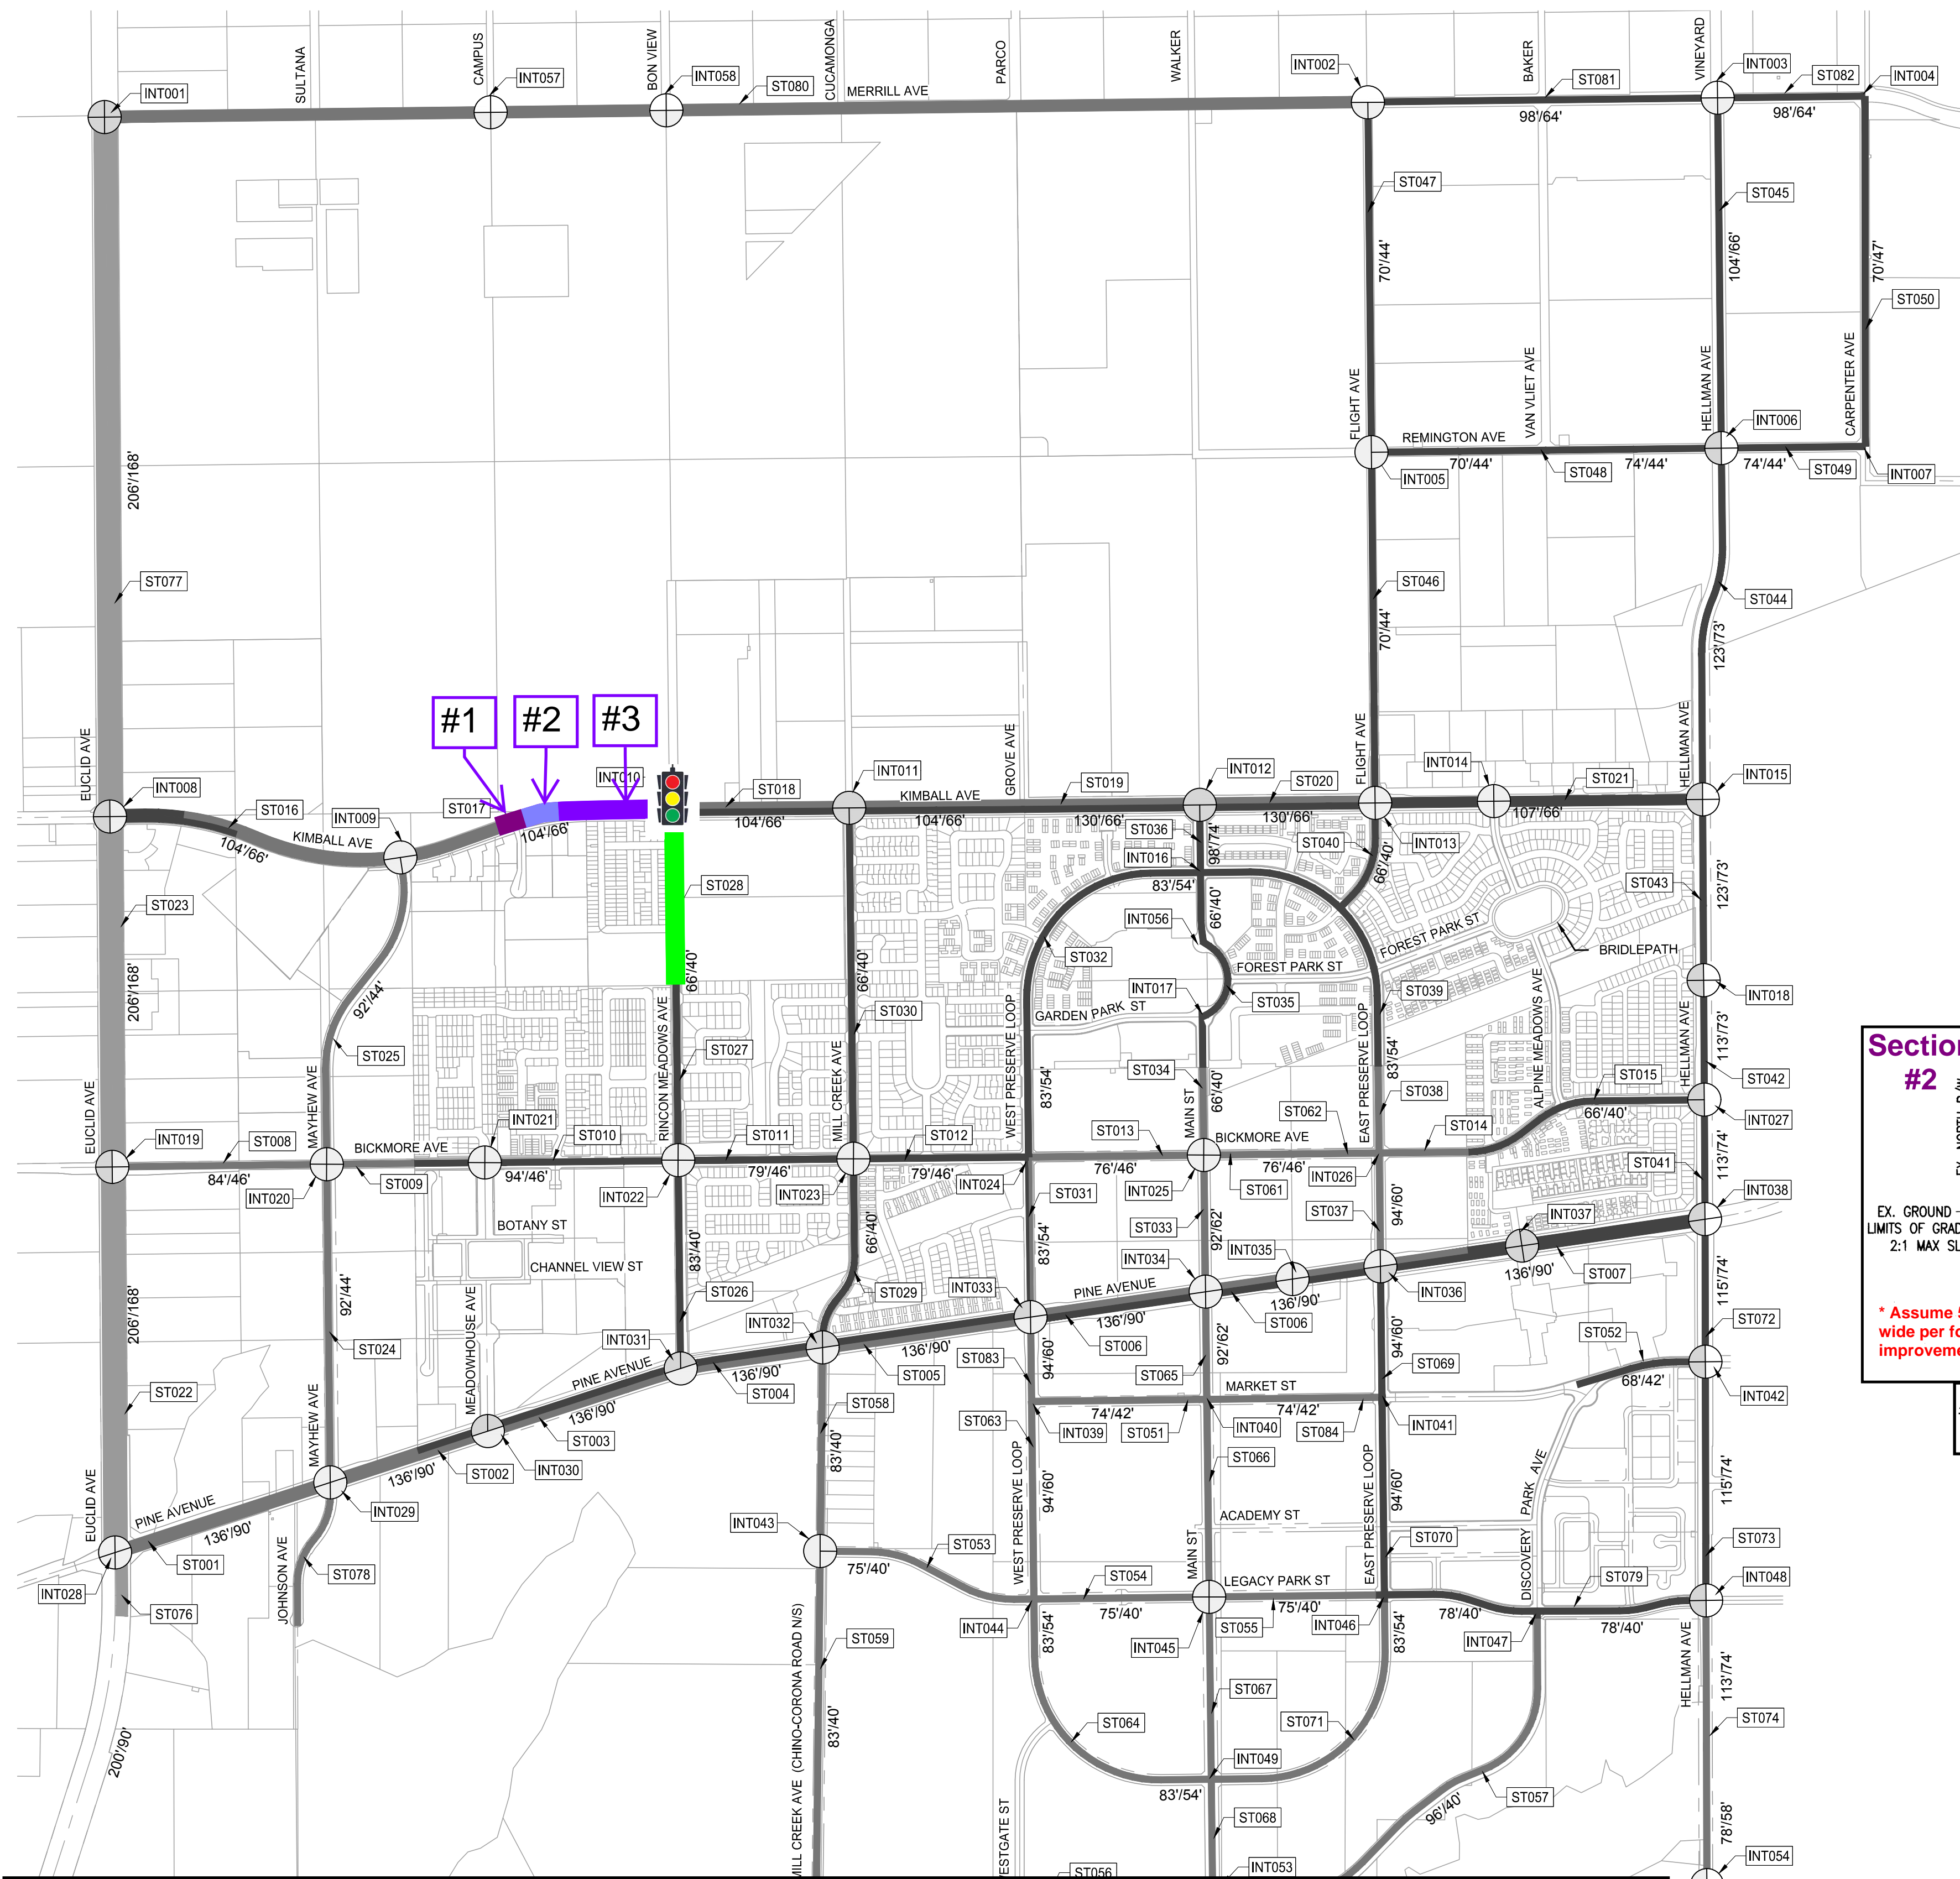 SULTANA
CAMPUS
BON VIEW
CUCAMONGA
PARCO
WALKER
BAKER
VINEYARD
INT001
INT057
INT058
ST080
MERRILL AVE
INT002
ST081
INT003
ST082
INT004
98'/64'
98'/64'
ST047
ST045
70'/44'
104'/66'
70'/47'
ST050
FLIGHT AVE
VAN VLIET AVE
HELLMAN AVE
CARPENTER AVE
INT006
REMINGTON AVE
70'/44'
74'/44'
74'/44'
ST048
ST049
INT005
INT007
206'/168'
ST077
ST046
ST044
70'/44'
123'/73'
#1
#2
#3
EUCLID AVE
INT008
ST016
INT009
ST017
INT010
KIMBALL AVE
104'/66'
104'/66'
ST018
104'/66'
INT011
KIMBALL AVE
104'/66'
GROVE AVE
ST019
130'/66'
INT012
ST020
130'/66'
FLIGHT AVE
INT014
ST021
107'/66'
HELLMAN AVE
INT015
ST036
98'/74'
INT016
ST040
INT013
66'/40'
83'/54'
ST023
ST028
ST043
123'/73'
INT056
66'/40'
FOREST PARK ST
BRIDLEPATH
ST032
FOREST PARK ST
206'/168'
92'/44'
66'/40'
66'/40'
INT017
ST035
ST039
ALPINE MEADOWS AVE
INT018
GARDEN PARK ST
ST030
ST025
RINCON MEADOWS AVE
ST027
MILL CREEK AVE
WEST PRESERVE LOOP
83'/54'
ST034
MAIN ST
66'/40'
EAST PRESERVE LOOP
83'/54'
ST038
HELLMAN AVE
113'/73'
ST042
ST015
66'/40'
INT027
EUCLID AVE
INT019
ST008
84'/46'
MAYHEW AVE
INT020
BICKMORE AVE
ST009
INT021
94'/46'
ST010
INT022
ST011
79'/46'
INT023
ST012
79'/46'
INT024
ST013
76'/46'
INT025
BICKMORE AVE
ST062
76'/46'
ST061
INT026
ST014
113'/74'
ST041
INT038
Section
#2
EX. NORTH R/W
EX. GROUND
LIMITS OF GRAD
2:1 MAX SL
* Assume 5
wide per fo
improveme
BOTANY ST
CHANNEL VIEW ST
83'/40'
66'/40'
ST031
83'/54'
ST033
92'/62'
ST037
94'/60'
INT037
206'/168'
92'/44'
ST024
MEADOWHOUSE AVE
ST026
ST029
INT033
PINE AVENUE
INT034
INT035
136'/90'
INT036
136'/90'
ST007
115'/74'
INT031
INT032
136'/90'
ST006
ST006
ST052
ST072
PINE AVENUE
136'/90'
136'/90'
ST004
ST005
ST083
94'/60'
ST065
92'/62'
MARKET ST
94'/60'
ST069
68'/42'
INT042
ST022
136'/90'
ST003
ST058
ST063
INT039
74'/42'
ST051
INT040
74'/42'
ST084
INT041
EUCLID AVE
MAYHEW AVE
136'/90'
ST002
INT030
83'/40'
WEST PRESERVE LOOP
ST066
94'/60'
EAST PRESERVE LOOP
94'/60'
DISCOVERY PARK AVE
115'/74'
PINE AVENUE
136'/90'
INT029
INT043
ACADEMY ST
MAIN ST
ST070
ST073
ST001
JOHNSON AVE
ST078
INT028
ST076
75'/40'
ST053
ST054
75'/40'
LEGACY PARK ST
75'/40'
ST079
INT048
INT044
83'/54'
INT045
ST055
INT046
83'/54'
78'/40'
INT047
78'/40'
HELLMAN AVE
113'/74'
ST059
MILL CREEK AVE (CHINO-CORONA ROAD N/S)
83'/40'
200'/90'
ST067
ST064
ST071
ST074
INT049
83'/54'
ST057
96'/40'
ST068
78'/58'
ESTGATE ST
ST056
INT053
INT054